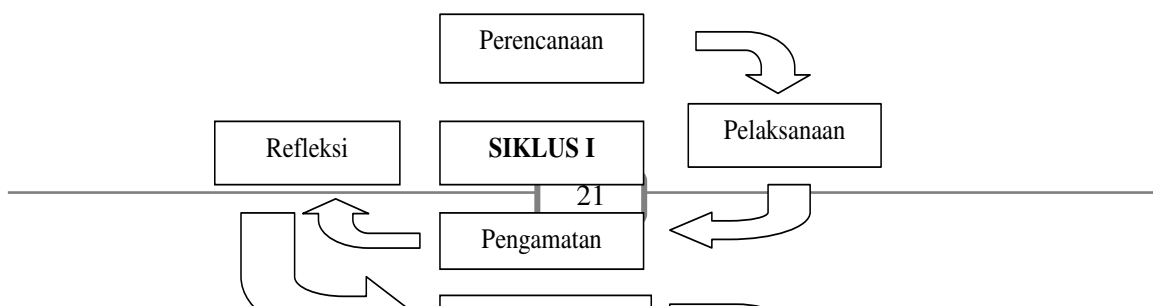 Perencanaan
Pelaksanaan
Refleksi
SIKLUS I
21
Pengamatan